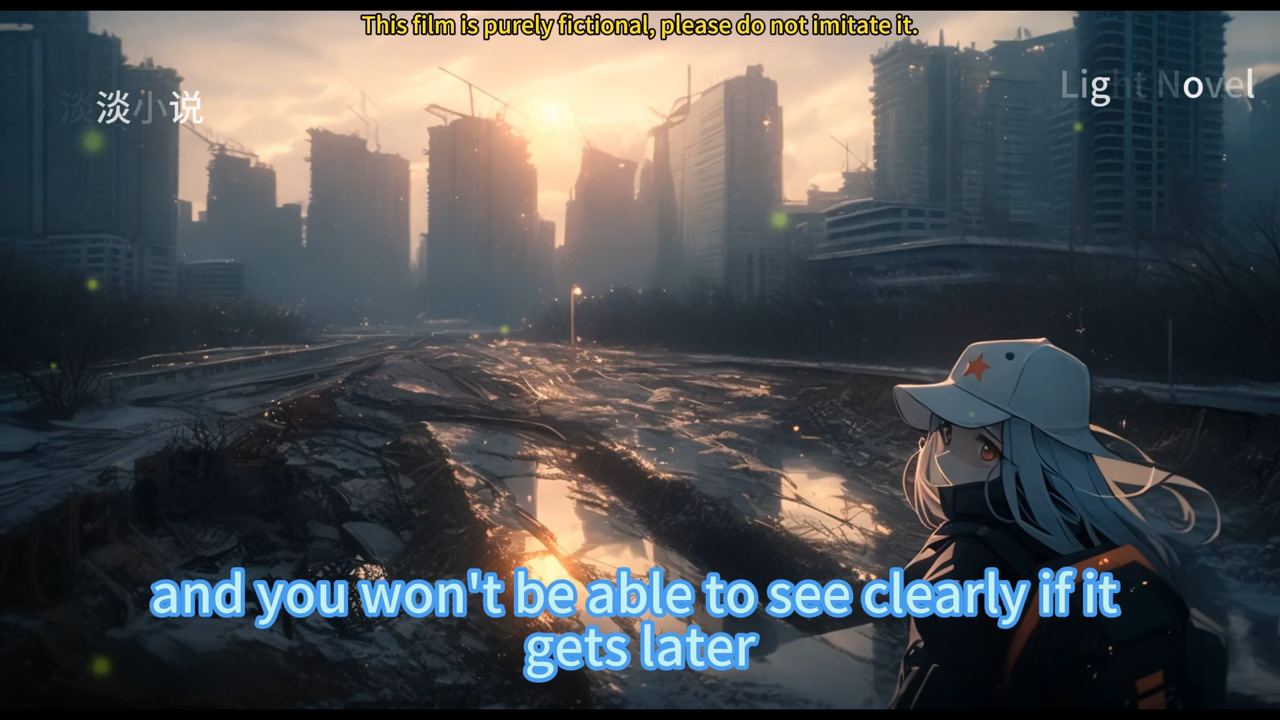 This film is purely fictional, please do not imitate it.
淡淡小说
Light Novel
and you won't be able to see clearly if it
gets later